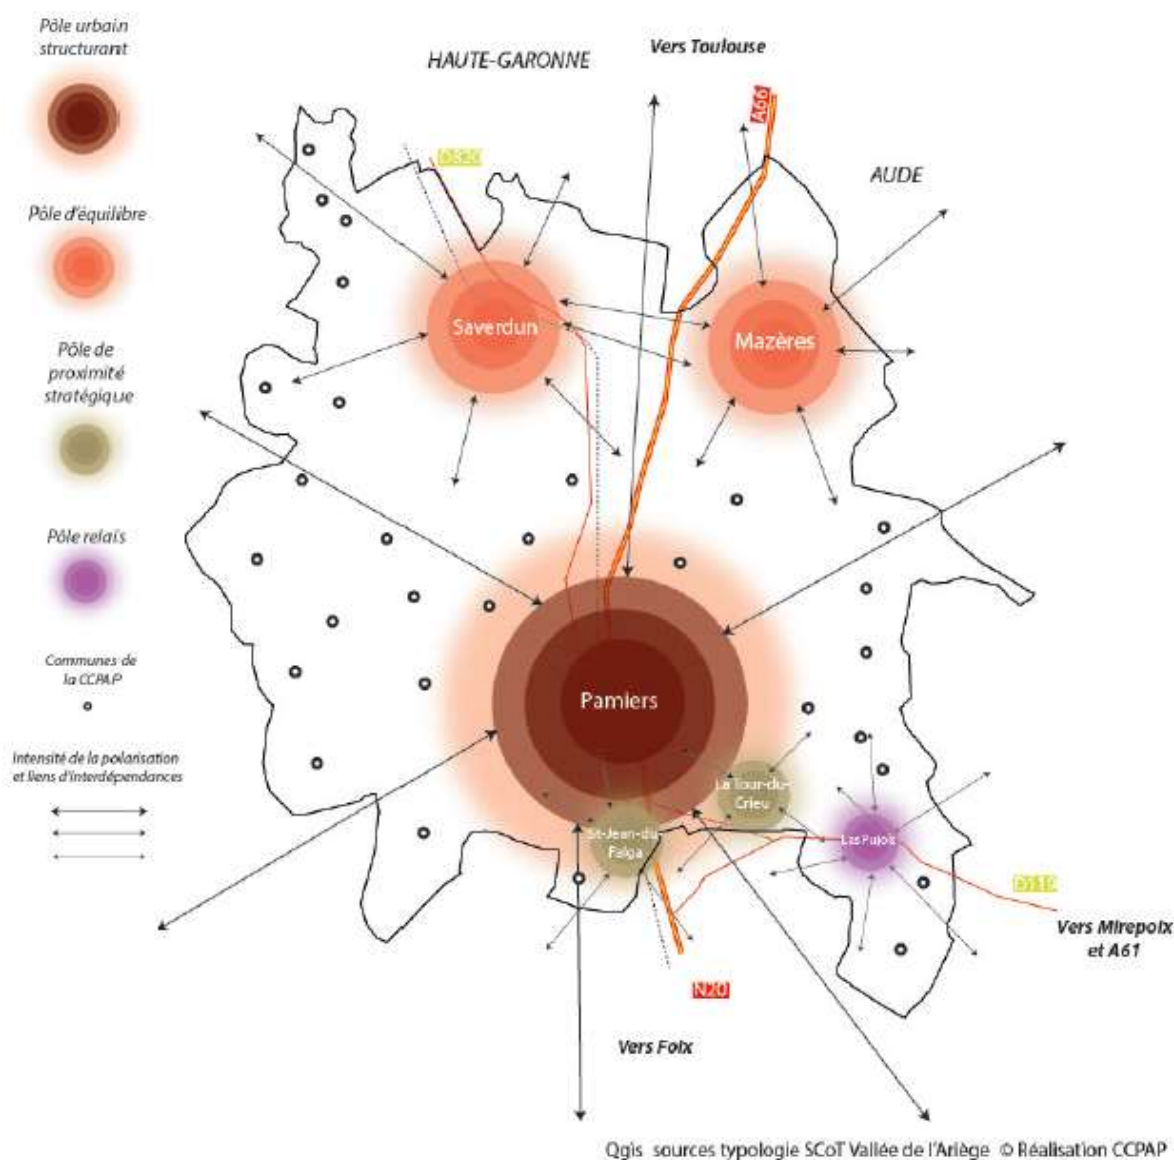 Pôle urbain
structurant
Pôle d'équilibre
Pôle de
proximité
stratégique
Pôle relais
Communes de
la CCPAP
Intensité de la polarisation
et liens d'interdépendances
HAUTE-GARONNE
Vers Toulouse
A66
D820
AUDE
Saverdun
Mazères
Pamiers
La Tour-du-
Crieu
St-Jean-du-
Falga
Les Pujols
D119
Vers Mirepoix
et A61
N20
Vers Foix
Qgis sources typologie SCoT Vallée de l'Ariège © Réalisation CCPAP